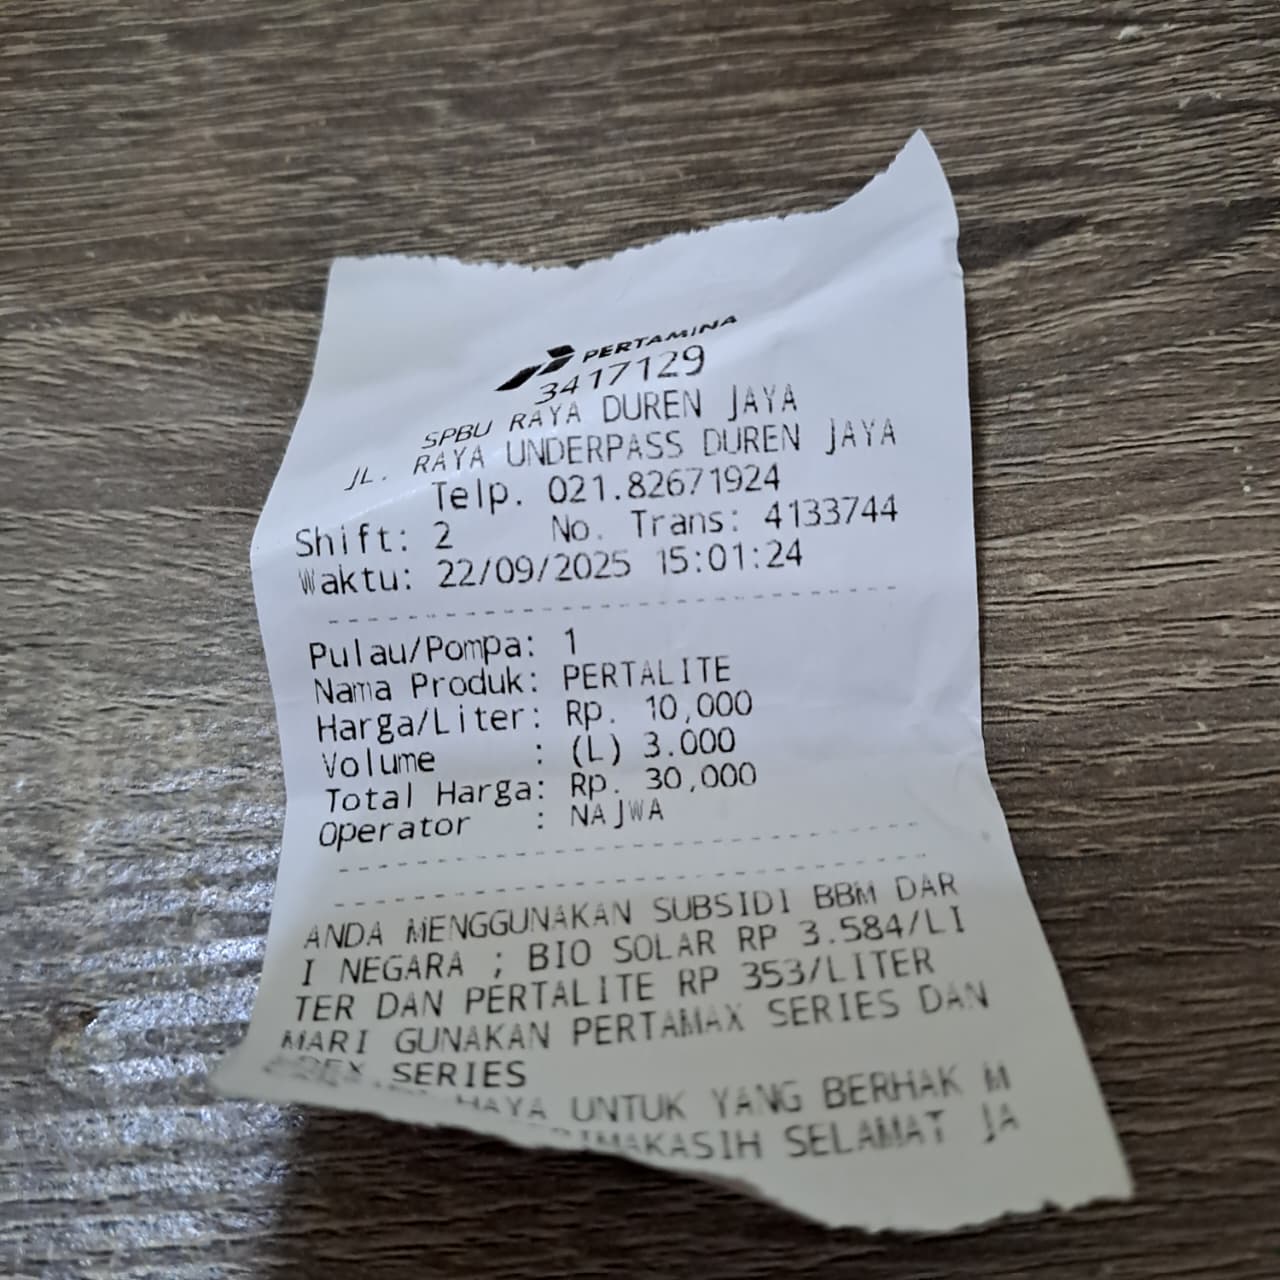 PERTAMINA
3417129
SPBU RAYA DUREN JAYA
JL. RAYA UNDERPASS DUREN JAYA
Telp. 021.82671924
Shift: 2 No. Trans: 4133744
Waktu: 22/09/2025 15:01:24
Pulau/Pompa: 1
Nama Produk: PERTALITE
Harga/Liter: Rp. 10,000
Volume : (L) 3.000
Total Harga: Rp. 30,000
Operator : NAJWA
ANDA MENGGUNAKAN SUBSIDI BBM DAR
I NEGARA ; BIO SOLAR RP 3.584/LI
TER DAN PERTALITE RP 353/LITER
MARI GUNAKAN PERTAMAX SERIES DAN
SERIES
UNTUK YANG BERHAK M
SELAMAT JA